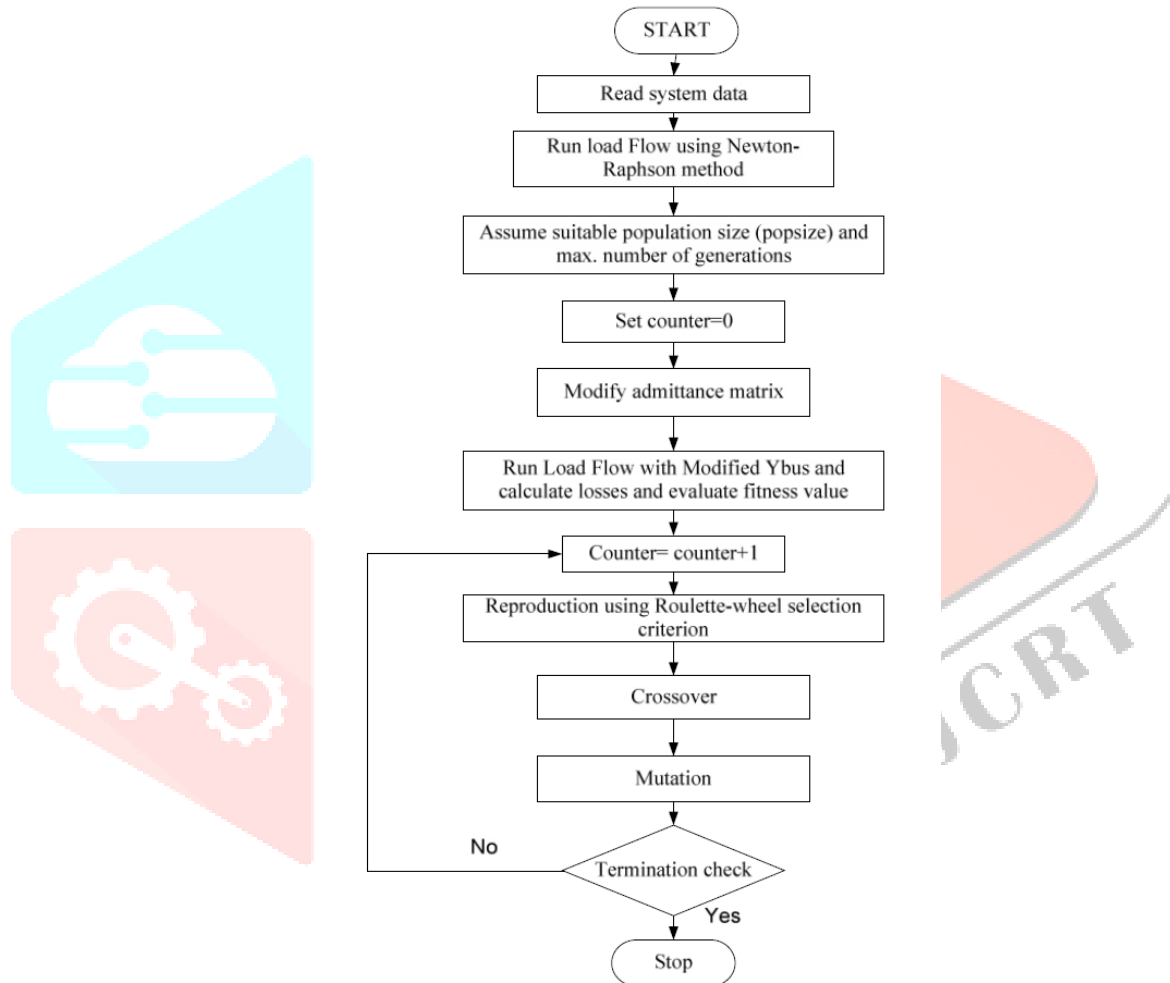 START
Read system data
Run load Flow using Newton-
Raphson method
Assume suitable population size (popsize) and
max. number of generations
Set counter=0
Modify admittance matrix
Run Load Flow with Modified Ybus and
calculate losses and evaluate fitness value
Counter= counter+1
Reproduction using Roulette-wheel selection
criterion
Crossover
Mutation
No
Termination check
Yes
Stop